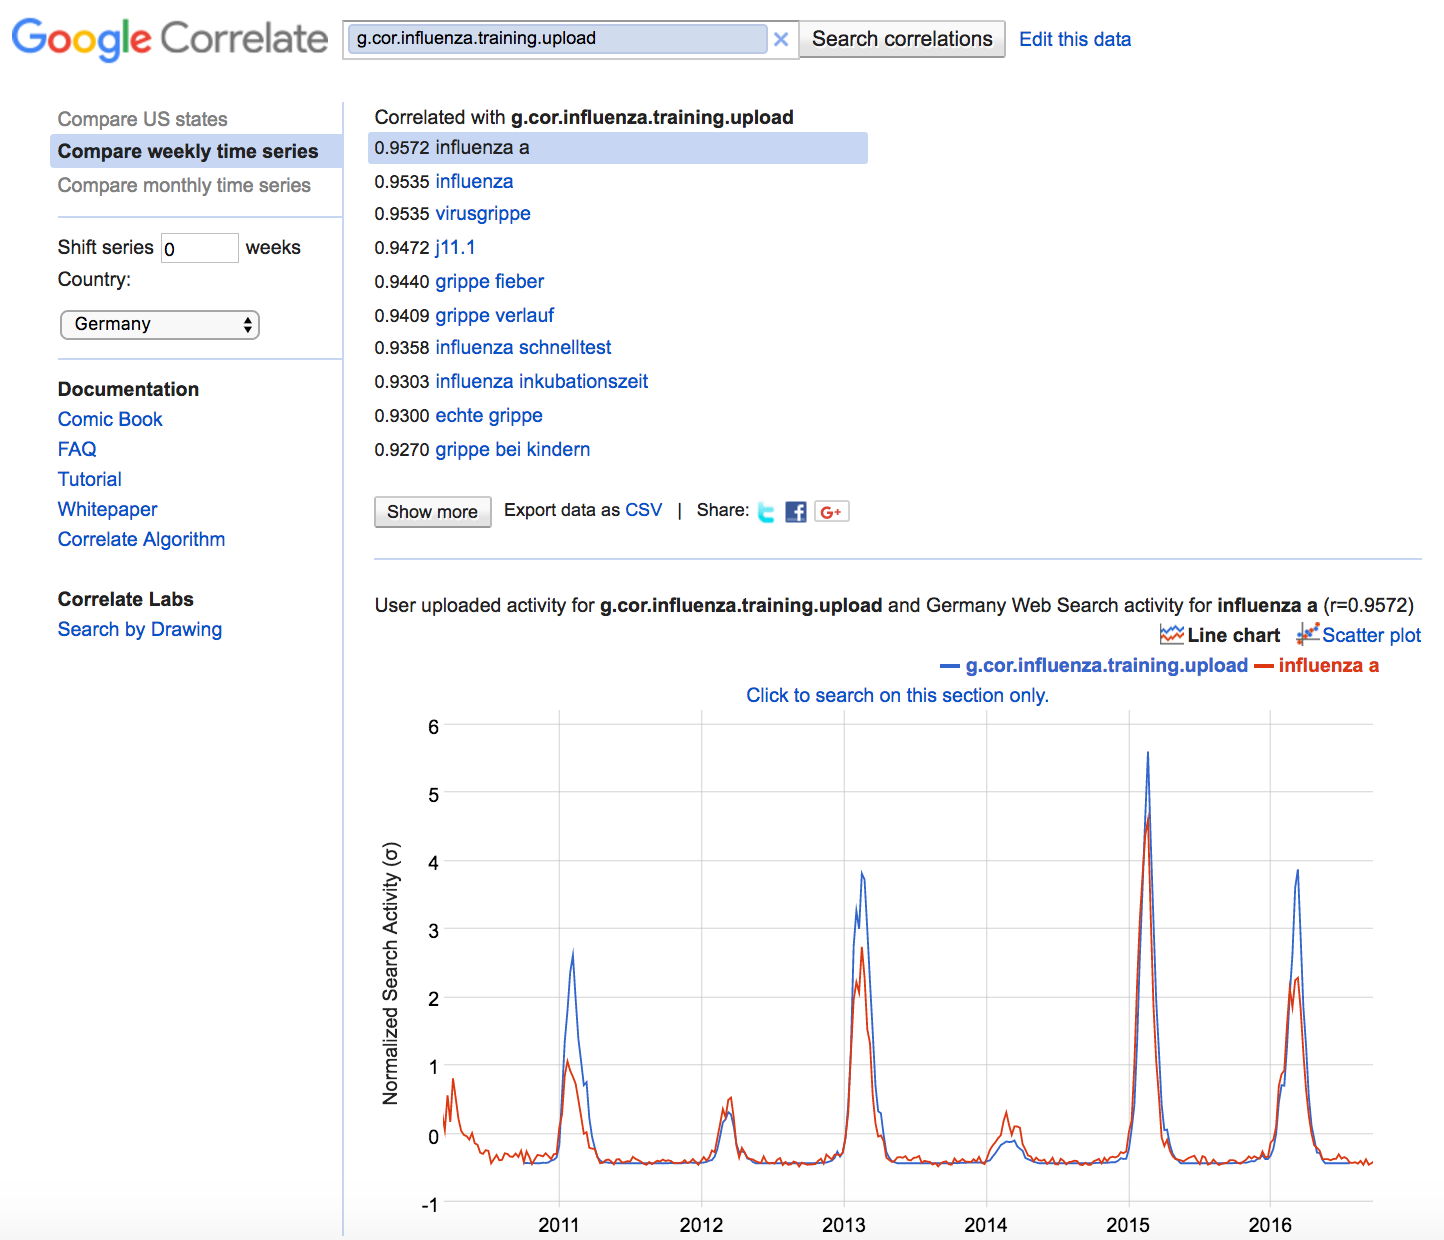 Google Correlate
g.cor.influenza.training.upload
Search correlations
Edit this data
Compare US states
Compare weekly time series
Compare monthly time series
Shift series 0 weeks
Country:
Germany
Documentation
Comic Book
FAQ
Tutorial
Whitepaper
Correlate Algorithm
Correlate Labs
Search by Drawing
Correlated with g.cor.influenza.training.upload
0.9572 influenza a
0.9535 influenza
0.9535 virusgrippe
0.9472 j11.1
0.9440 grippe fieber
0.9409 grippe verlauf
0.9358 influenza schnelltest
0.9303 influenza inkubationszeit
0.9300 echte grippe
0.9270 grippe bei kindern
Show more Export data as CSV | Share: G+
User uploaded activity for g.cor.influenza.training.upload and Germany Web Search activity for influenza a (r=0.9572)
Line chart Scatter plot
g.cor.influenza.training.upload influenza a
Click to search on this section only.
Normalized Search Activity (σ)
6
5
4
3
2
1
0
-1
2011 2012 2013 2014 2015 2016